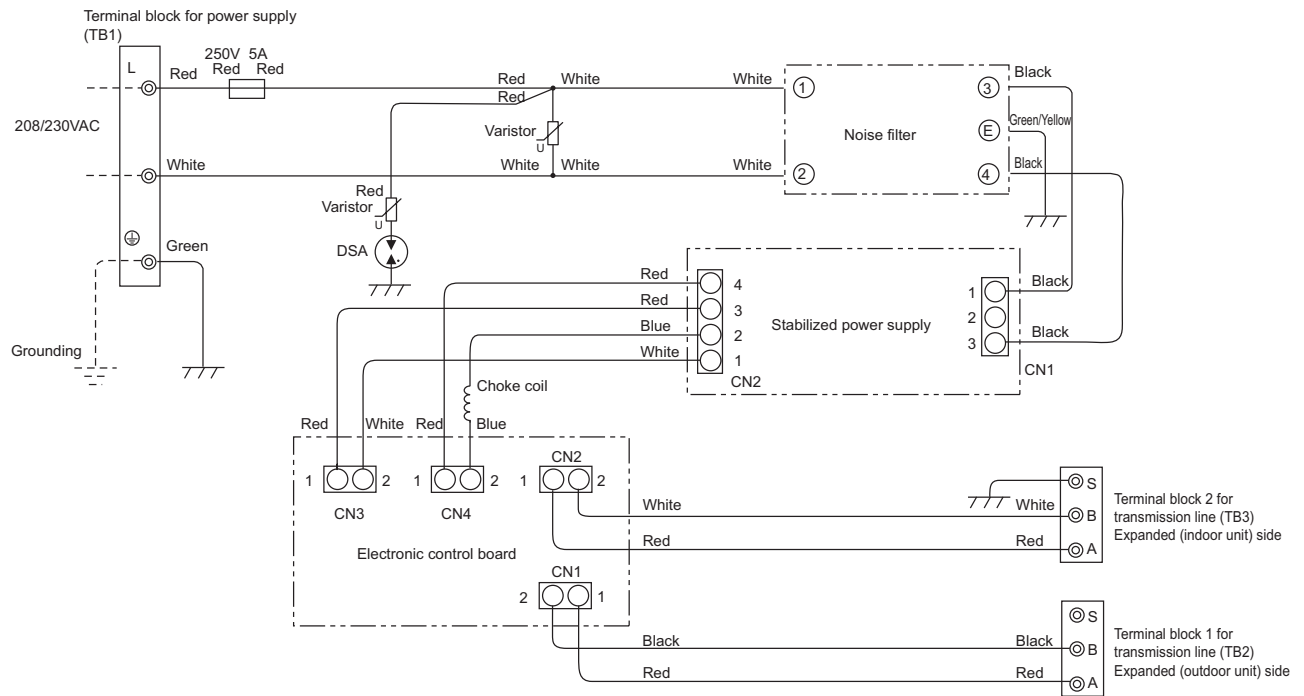 Terminal block for power supply
(TB1)
L
250V 5A
Red
Red Red
Red
White
White
Red
208/230VAC
Varistor
U
White
White
White
White
Red
Varistor
U
DSA
Green
Grounding
1
2
Noise filter
3
E
4
Black
Green/Yellow
Black
Red
Red
Blue
White
4
3
2
1
CN2
Stabilized power supply
1
2
3
CN1
Black
Black
Choke coil
Red
White
Red
Blue
1
2
CN3
1
2
CN4
CN2
1
2
Electronic control board
CN1
2
1
White
White
Red
Red
S
B
A
Terminal block 2 for
transmission line (TB3)
Expanded (indoor unit) side
Black
Black
Red
Red
S
B
A
Terminal block 1 for
transmission line (TB2)
Expanded (outdoor unit) side